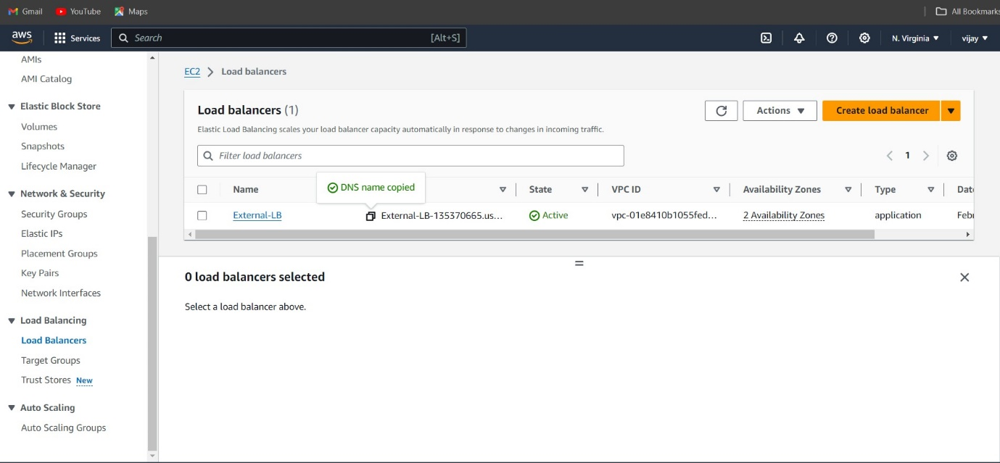 Gmail YouTube Maps All Bookmarks
aws Services Search [Alt+S] N. Virginia vijay
AMIs
AMI Catalog
Elastic Block Store
Volumes
Snapshots
Lifecycle Manager
Network & Security
Security Groups
Elastic IPs
Placement Groups
Key Pairs
Network Interfaces
Load Balancing
Load Balancers
Target Groups
Trust Stores New
Auto Scaling
Auto Scaling Groups
EC2 Load balancers
Load balancers (1) Actions Create load balancer
Elastic Load Balancing scales your load balancer capacity automatically in response to changes in incoming traffic.
Filter load balancers 1
DNS name copied
Name State VPC ID Availability Zones Type Date
External-LB External-LB-135370665.us... Active vpc-01e8410b1055fed... 2 Availability Zones application Febr
0 load balancers selected
Select a load balancer above.